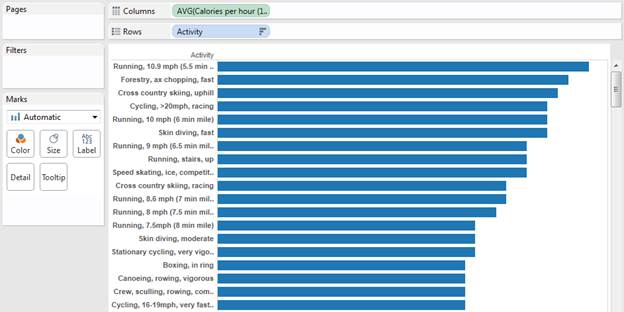 Pages
Columns
AVG(Calories per hour (1..
Rows
Activity
Filters
Marks
Automatic
Color
Size
Abc
123
Label
Detail
Tooltip
Activity
Running, 10.9 mph (5.5 min ..
Forestry, ax chopping, fast
Cross country skiing, uphill
Cycling, >20mph, racing
Running, 10 mph (6 min mile)
Skin diving, fast
Running, 9 mph (6.5 min mil..
Running, stairs, up
Speed skating, ice, competit..
Cross country skiing, racing
Running, 8.6 mph (7 min mil..
Running, 8 mph (7.5 min mil..
Running, 7.5mph (8 min mile)
Skin diving, moderate
Stationary cycling, very vigo..
Boxing, in ring
Canoeing, rowing, vigorous
Crew, sculling, rowing, com..
Cycling, 16-19mph, very fast..